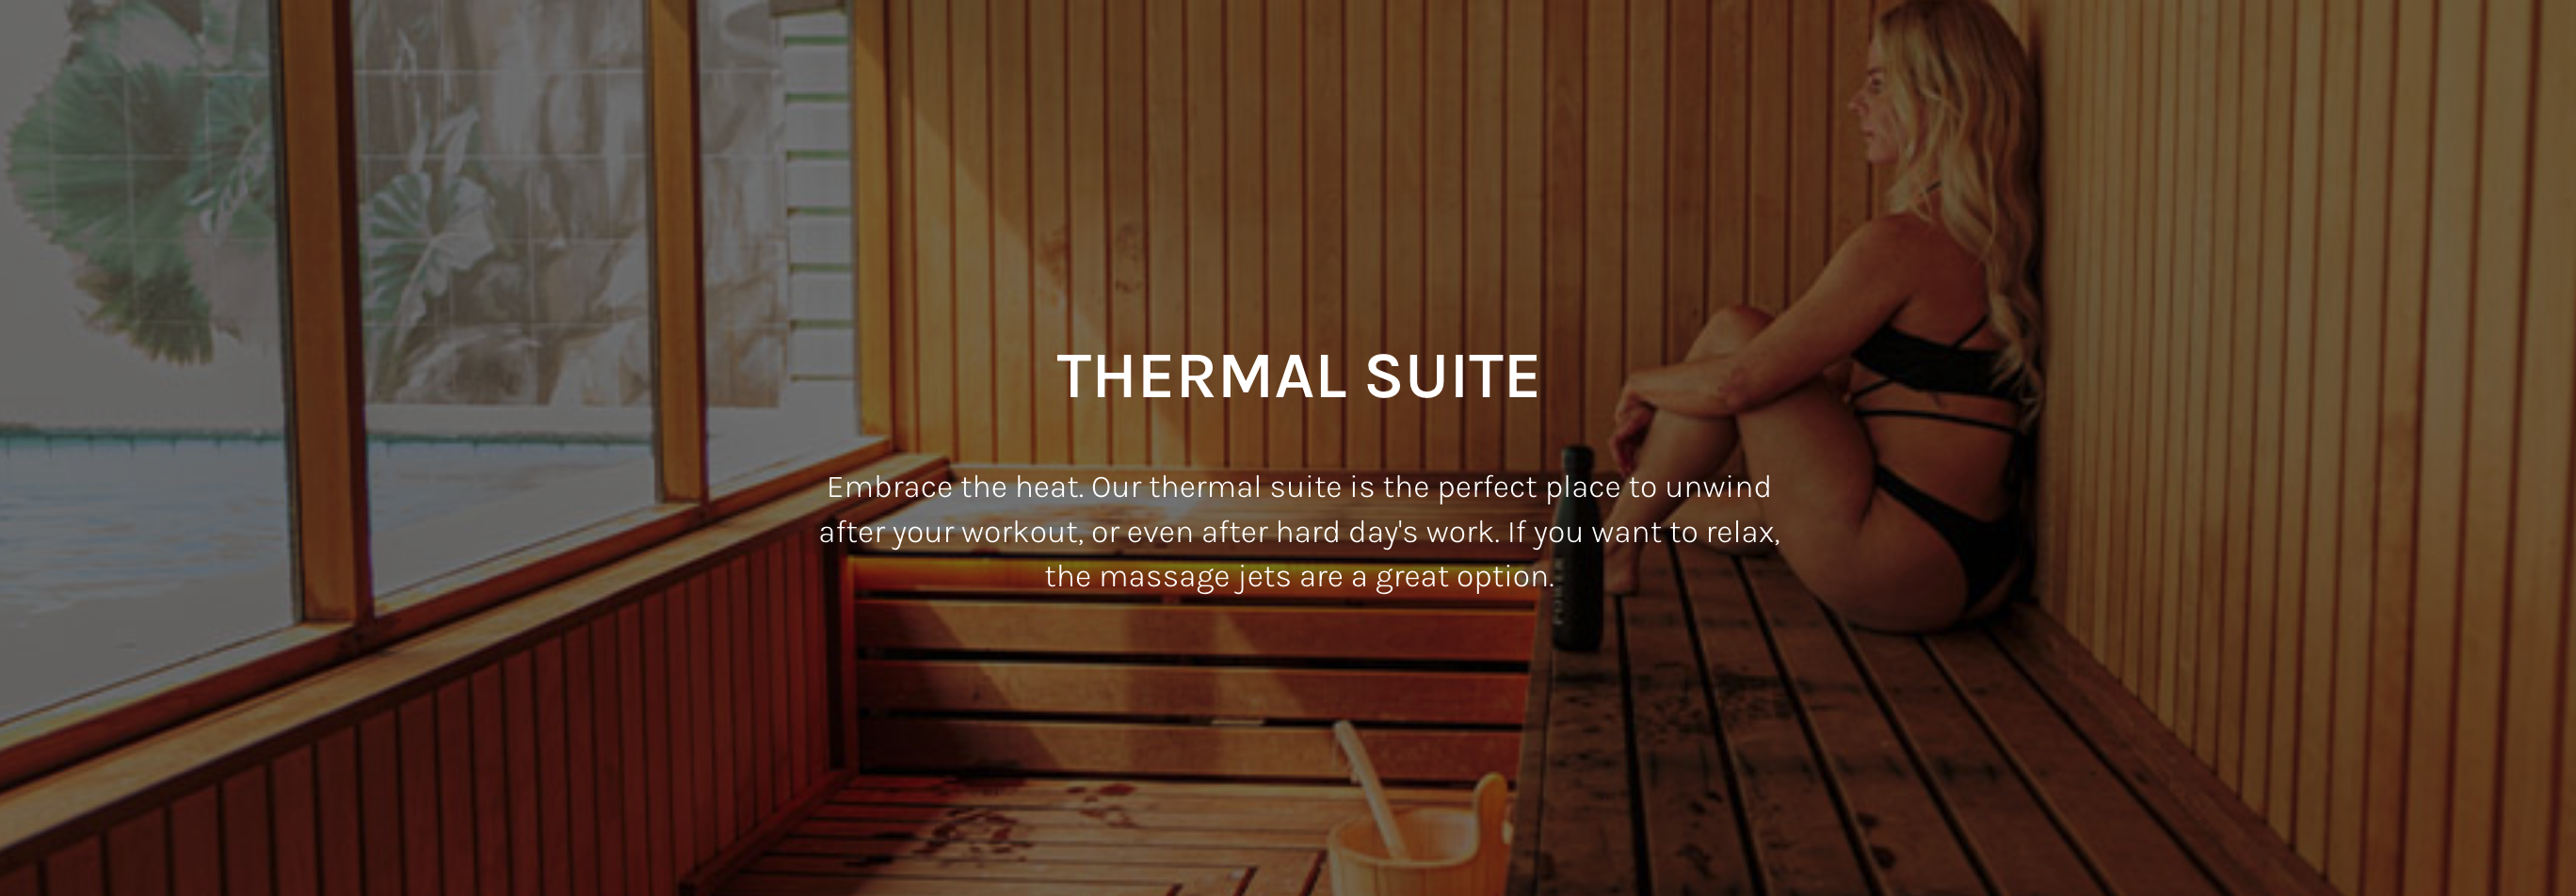 THERMAL SUITE
Embrace the heat. Our thermal suite is the perfect place to unwind
after your workout, or even after hard day's work. If you want to relax,
the massage jets are a great option.